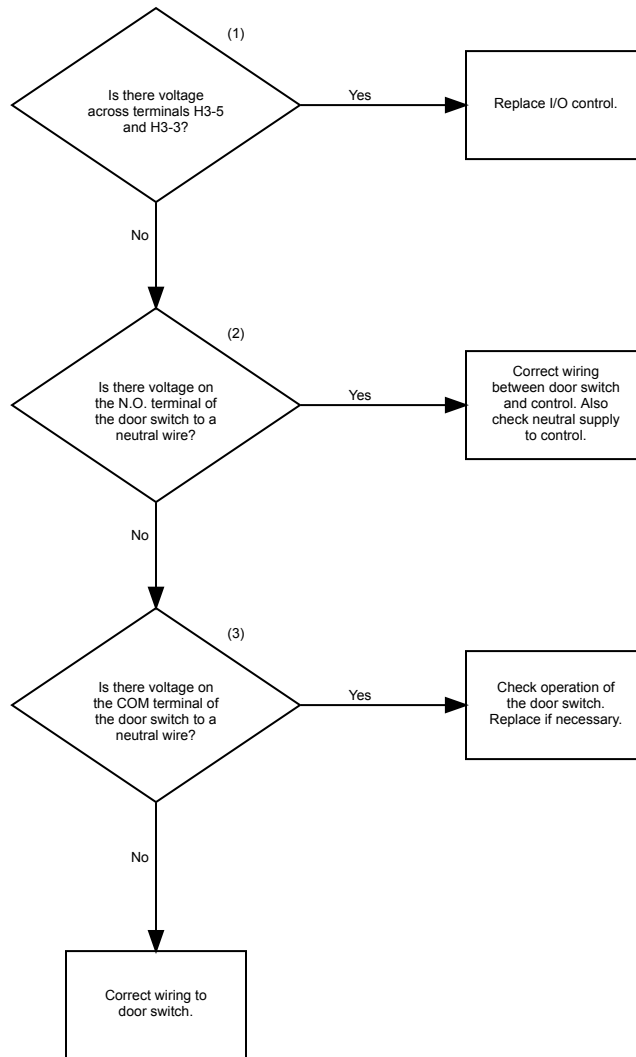 (1)
Is there voltage
across terminals H3-5
and H3-3?
Yes
Replace I/O control.
No
(2)
Is there voltage on
the N.O. terminal of
the door switch to a
neutral wire?
Yes
Correct wiring
between door switch
and control. Also
check neutral supply
to control.
No
(3)
Is there voltage on
the COM terminal of
the door switch to a
neutral wire?
Yes
Check operation of
the door switch.
Replace if necessary.
No
Correct wiring to
door switch.